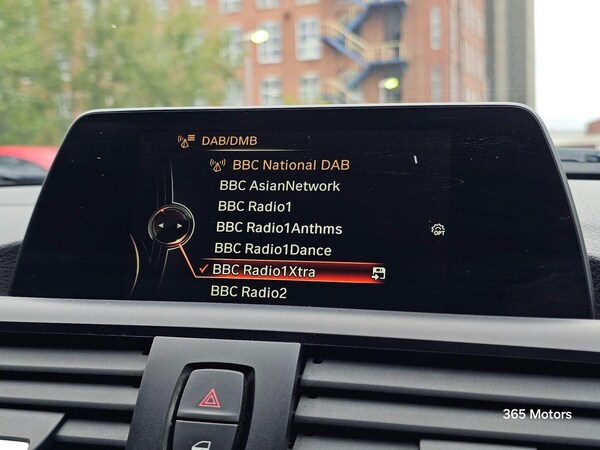 DAB/DMB
BBC National DAB
BBC AsianNetwork
BBC Radio1
BBC Radio1Anthms
OPT
BBC Radio1Dance
BBC Radio1Xtra
BBC Radio2
365 Motors